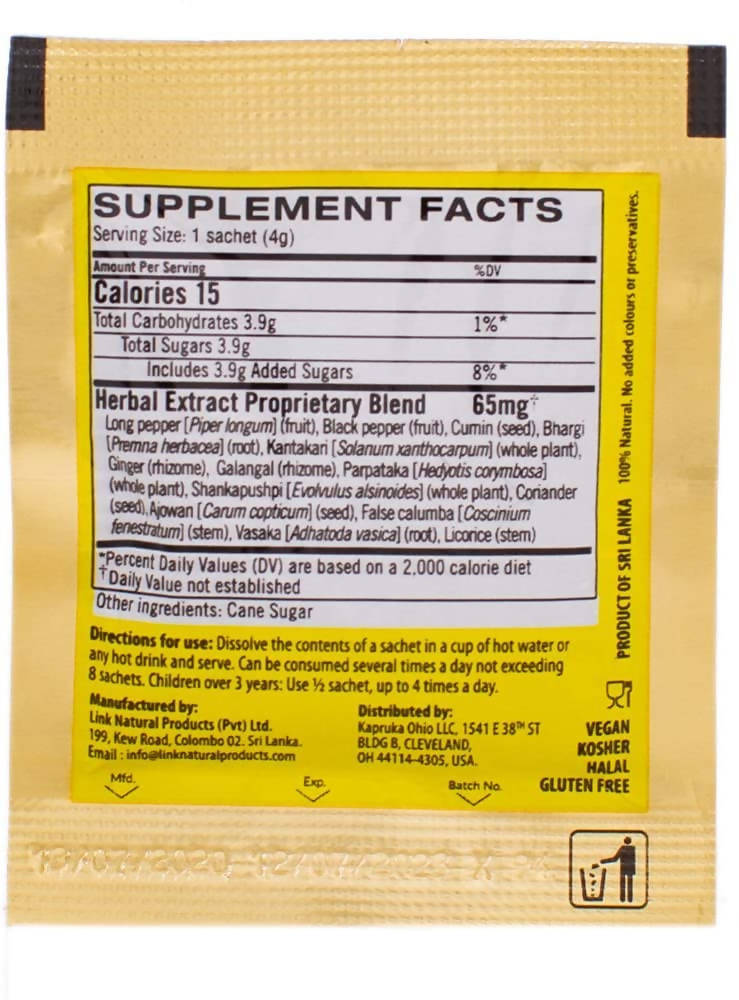 SUPPLEMENT FACTS
Serving Size: 1 sachet (4g)
Amount Per Serving %DV
Calories 15
Total Carbohydrates 3.9g 1%*
Total Sugars 3.9g
Includes 3.9g Added Sugars 8%*
Herbal Extract Proprietary Blend 65mg†
Long pepper [Piper longum] (fruit), Black pepper (fruit), Cumin (seed), Bhargi
[Premna herbacea] (root), Kantakari [Solanum xanthocarpum] (whole plant),
Ginger (rhizome), Galangal (rhizome), Parpataka [Hedyotis corymbosa]
(whole plant), Shankapushpi [Evolvulus alsinoides] (whole plant), Coriander
(seed), Ajowan [Carum copticum] (seed), False calumba [Coscinium
fenestratum] (stem), Vasaka [Adhatoda vasica] (root), Licorice (stem)
*Percent Daily Values (DV) are based on a 2,000 calorie diet
†Daily Value not established
Other ingredients: Cane Sugar
Directions for use: Dissolve the contents of a sachet in a cup of hot water or
any hot drink and serve. Can be consumed several times a day not exceeding
8 sachets. Children over 3 years: Use ½ sachet, up to 4 times a day.
Manufactured by:
Link Natural Products (Pvt) Ltd.
199, Kew Road, Colombo 02. Sri Lanka.
Email : info@linknaturalproducts.com
Distributed by:
Kapruka Ohio LLC, 1541 E 38TH ST
BLDG B, CLEVELAND,
OH 44114-4305, USA.
VEGAN
KOSHER
HALAL
GLUTEN FREE
Mfd. Exp. Batch No.
PRODUCT OF SRI LANKA 100% Natural. No added colours or preservatives.